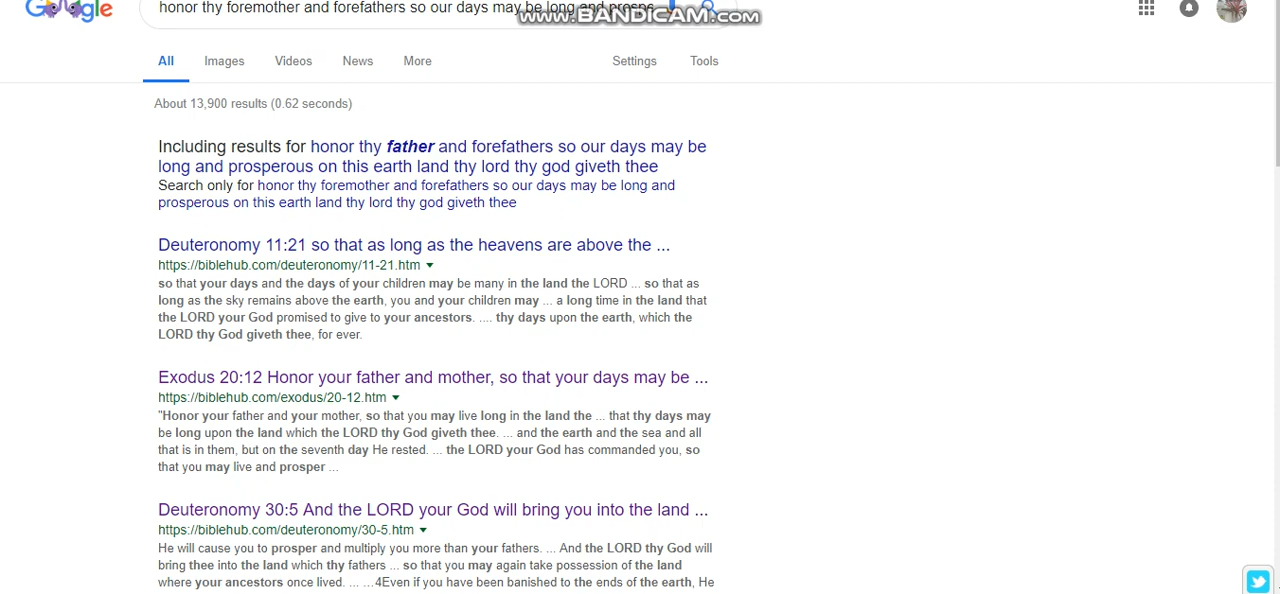 Google
honor thy foremother and forefathers so our days may be long and prospe
www.BANDICAM.com
All Images Videos News More Settings Tools
About 13,900 results (0.62 seconds)
Including results for honor thy father and forefathers so our days may be
long and prosperous on this earth land thy lord thy god giveth thee
Search only for honor thy foremother and forefathers so our days may be long and
prosperous on this earth land thy lord thy god giveth thee
Deuteronomy 11:21 so that as long as the heavens are above the ...
https://biblehub.com/deuteronomy/11-21.htm
so that your days and the days of your children may be many in the land the LORD ... so that as
long as the sky remains above the earth, you and your children may ... a long time in the land that
the LORD your God promised to give to your ancestors. .... thy days upon the earth, which the
LORD thy God giveth thee, for ever.
Exodus 20:12 Honor your father and mother, so that your days may be ...
https://biblehub.com/exodus/20-12.htm
"Honor your father and your mother, so that you may live long in the land the ... that thy days may
be long upon the land which the LORD thy God giveth thee. ... and the earth and the sea and all
that is in them, but on the seventh day He rested. ... the LORD your God has commanded you, so
that you may live and prosper ...
Deuteronomy 30:5 And the LORD your God will bring you into the land ...
https://biblehub.com/deuteronomy/30-5.htm
He will cause you to prosper and multiply you more than your fathers. ... And the LORD thy God will
bring thee into the land which thy fathers ... so that you may again take possession of the land
where your ancestors once lived. ... ...4Even if you have been banished to the ends of the earth, He